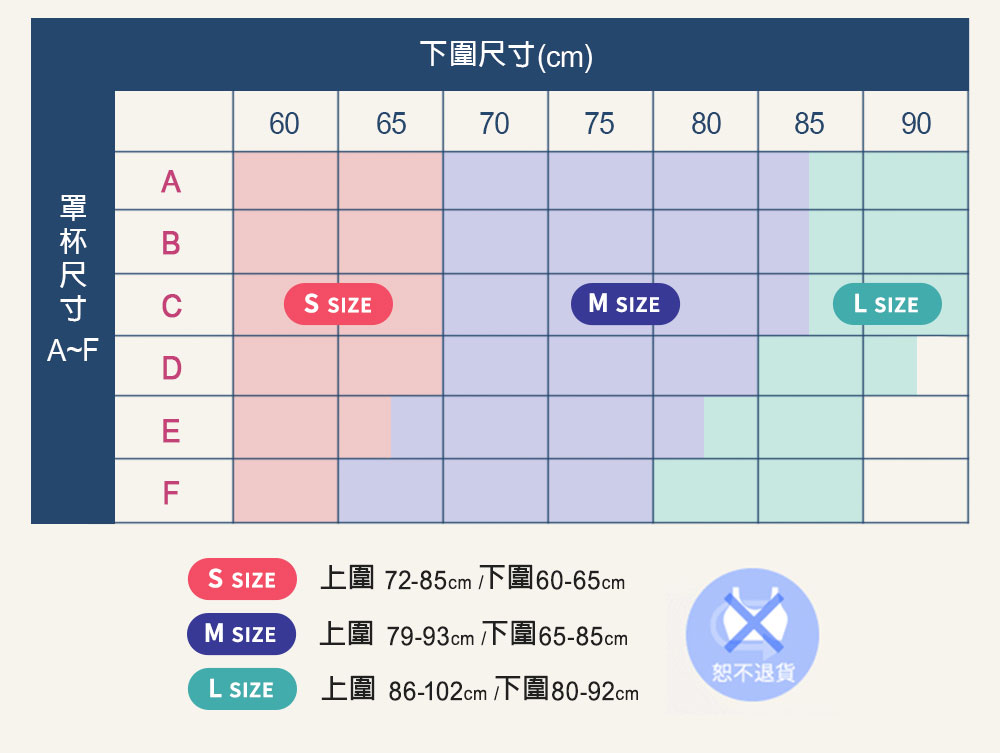 下圍尺寸(cm)
60 65 70 75 80 85 90
罩杯尺寸 A~F
A
B
C S SIZE M SIZE L SIZE
D
E
F
S SIZE 上圍 72-85cm /下圍60-65cm
M SIZE 上圍 79-93cm /下圍65-85cm
L SIZE 上圍 86-102cm /下圍80-92cm
恕不退貨